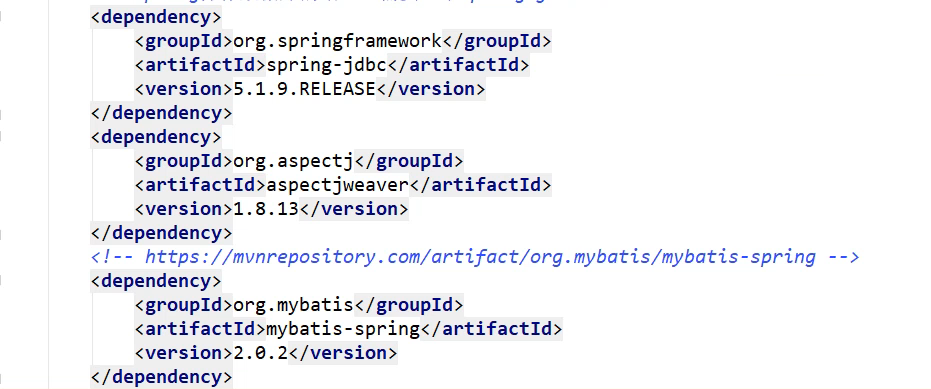 <dependency>
<groupId>org.springframework</groupId>
<artifactId>spring-jdbc</artifactId>
<version>5.1.9.RELEASE</version>
</dependency>
<dependency>
<groupId>org.aspectj</groupId>
<artifactId>aspectjweaver</artifactId>
<version>1.8.13</version>
</dependency>
<!-- https://mvnrepository.com/artifact/org.mybatis/mybatis-spring -->
<dependency>
<groupId>org.mybatis</groupId>
<artifactId>mybatis-spring</artifactId>
<version>2.0.2</version>
</dependency>